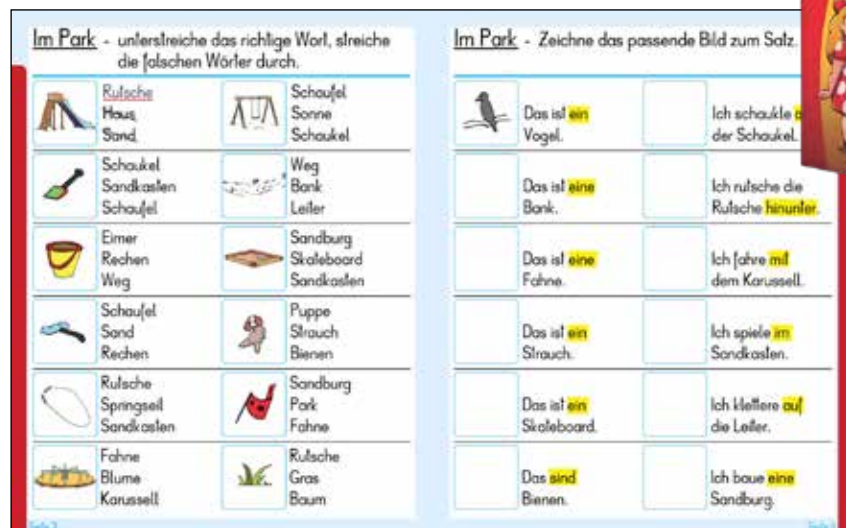 Im Park - unterstreiche das richtige Wort, streiche
die falschen Wörter durch.
Rutsche
Haus
Sand
Schaukel
Sandkasten
Schaufel
Eimer
Rechen
Weg
Schaufel
Sand
Rechen
Rutsche
Springseil
Sandkasten
Fahne
Blume
Karussell
Schaufel
Sonne
Schaukel
Weg
Bank
Leiter
Sandburg
Skateboard
Sandkasten
Puppe
Strauch
Bienen
Sandburg
Park
Fahne
Rutsche
Gras
Baum
Im Park - Zeichne das passende Bild zum Satz.
Das ist ein
Vogel.
Das ist eine
Bank.
Das ist eine
Fahne.
Das ist ein
Strauch.
Das ist ein
Skateboard.
Das sind
Bienen.
Ich schaukle
der Schaukel.
Ich rutsche die
Rutsche hinunter.
Ich fahre mit
dem Karussell.
Ich spiele im
Sandkasten.
Ich klettere auf
die Leiter.
Ich baue eine
Sandburg.